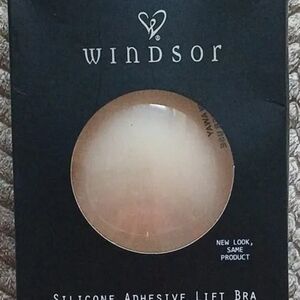 WINDSOR
NEW LOOK,
SAME
PRODUCT
SILICONE ADHESIVE LIFT BRA